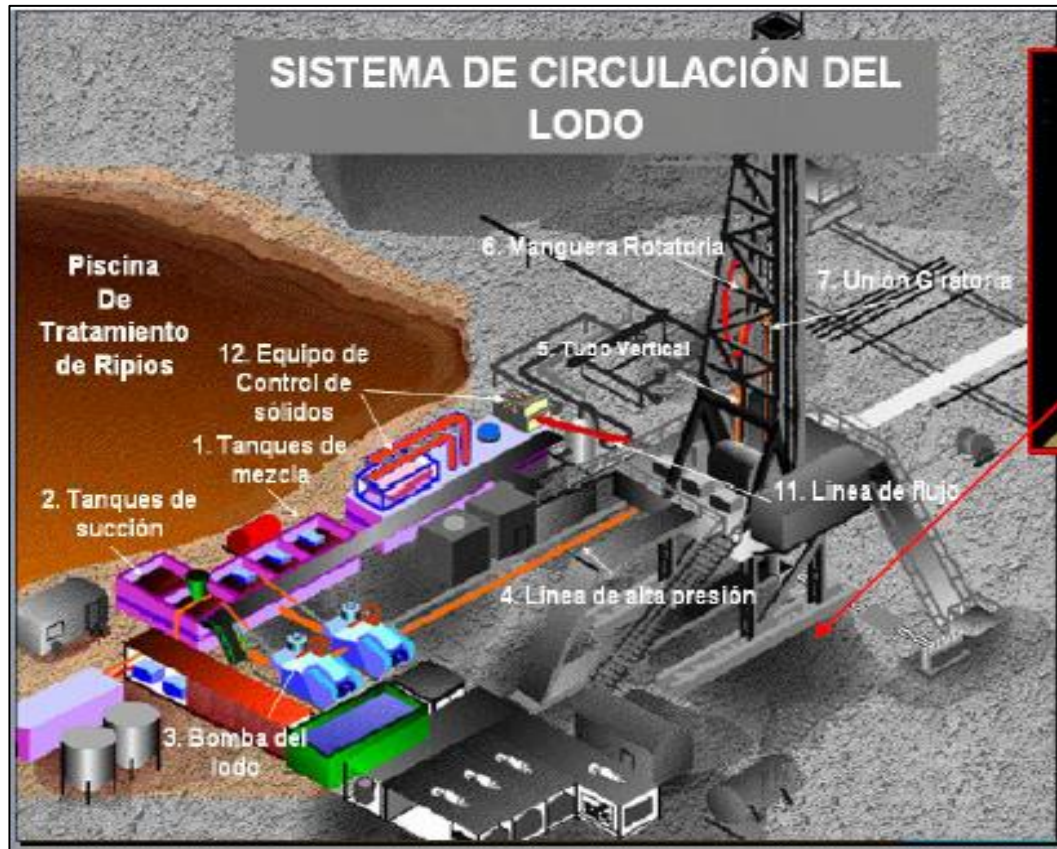 SISTEMA DE CIRCULACIÓN DEL
LODO
Piscina
De
Tratamiento
de Ripios
6. Manguera Rotatoria
7. Unión Giratoria
5. Tubo Vertical
12. Equipo de
Control de
sólidos
1. Tanques de
mezcla
2. Tanques de
succión
11. Línea de flujo
4. Línea de alta presión
3. Bomba del
lodo